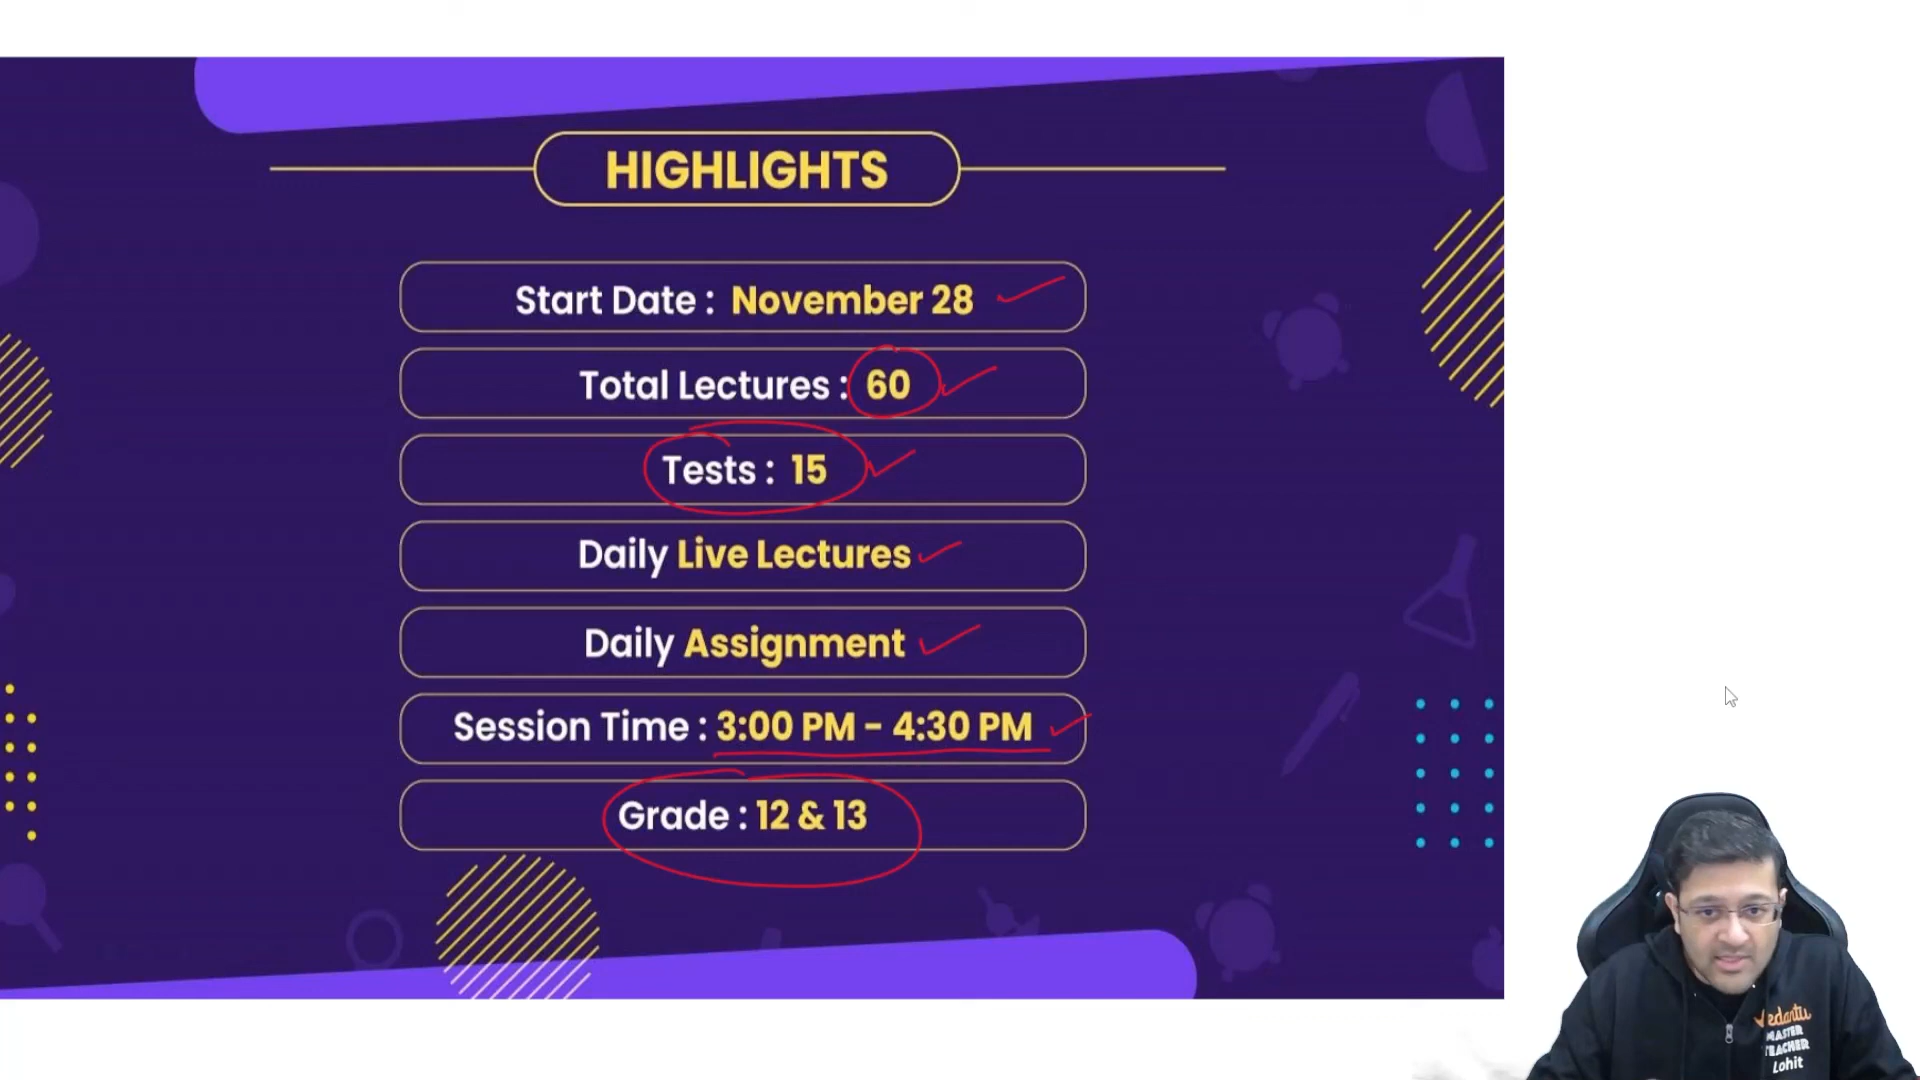 HIGHLIGHTS
Start Date : November 28
Total Lectures : 60
Tests : 15
Daily Live Lectures
Daily Assignment
Session Time : 3:00 PM - 4:30 PM
Grade : 12 & 13
Vedantu
MASTER
TEACHER
Lohit